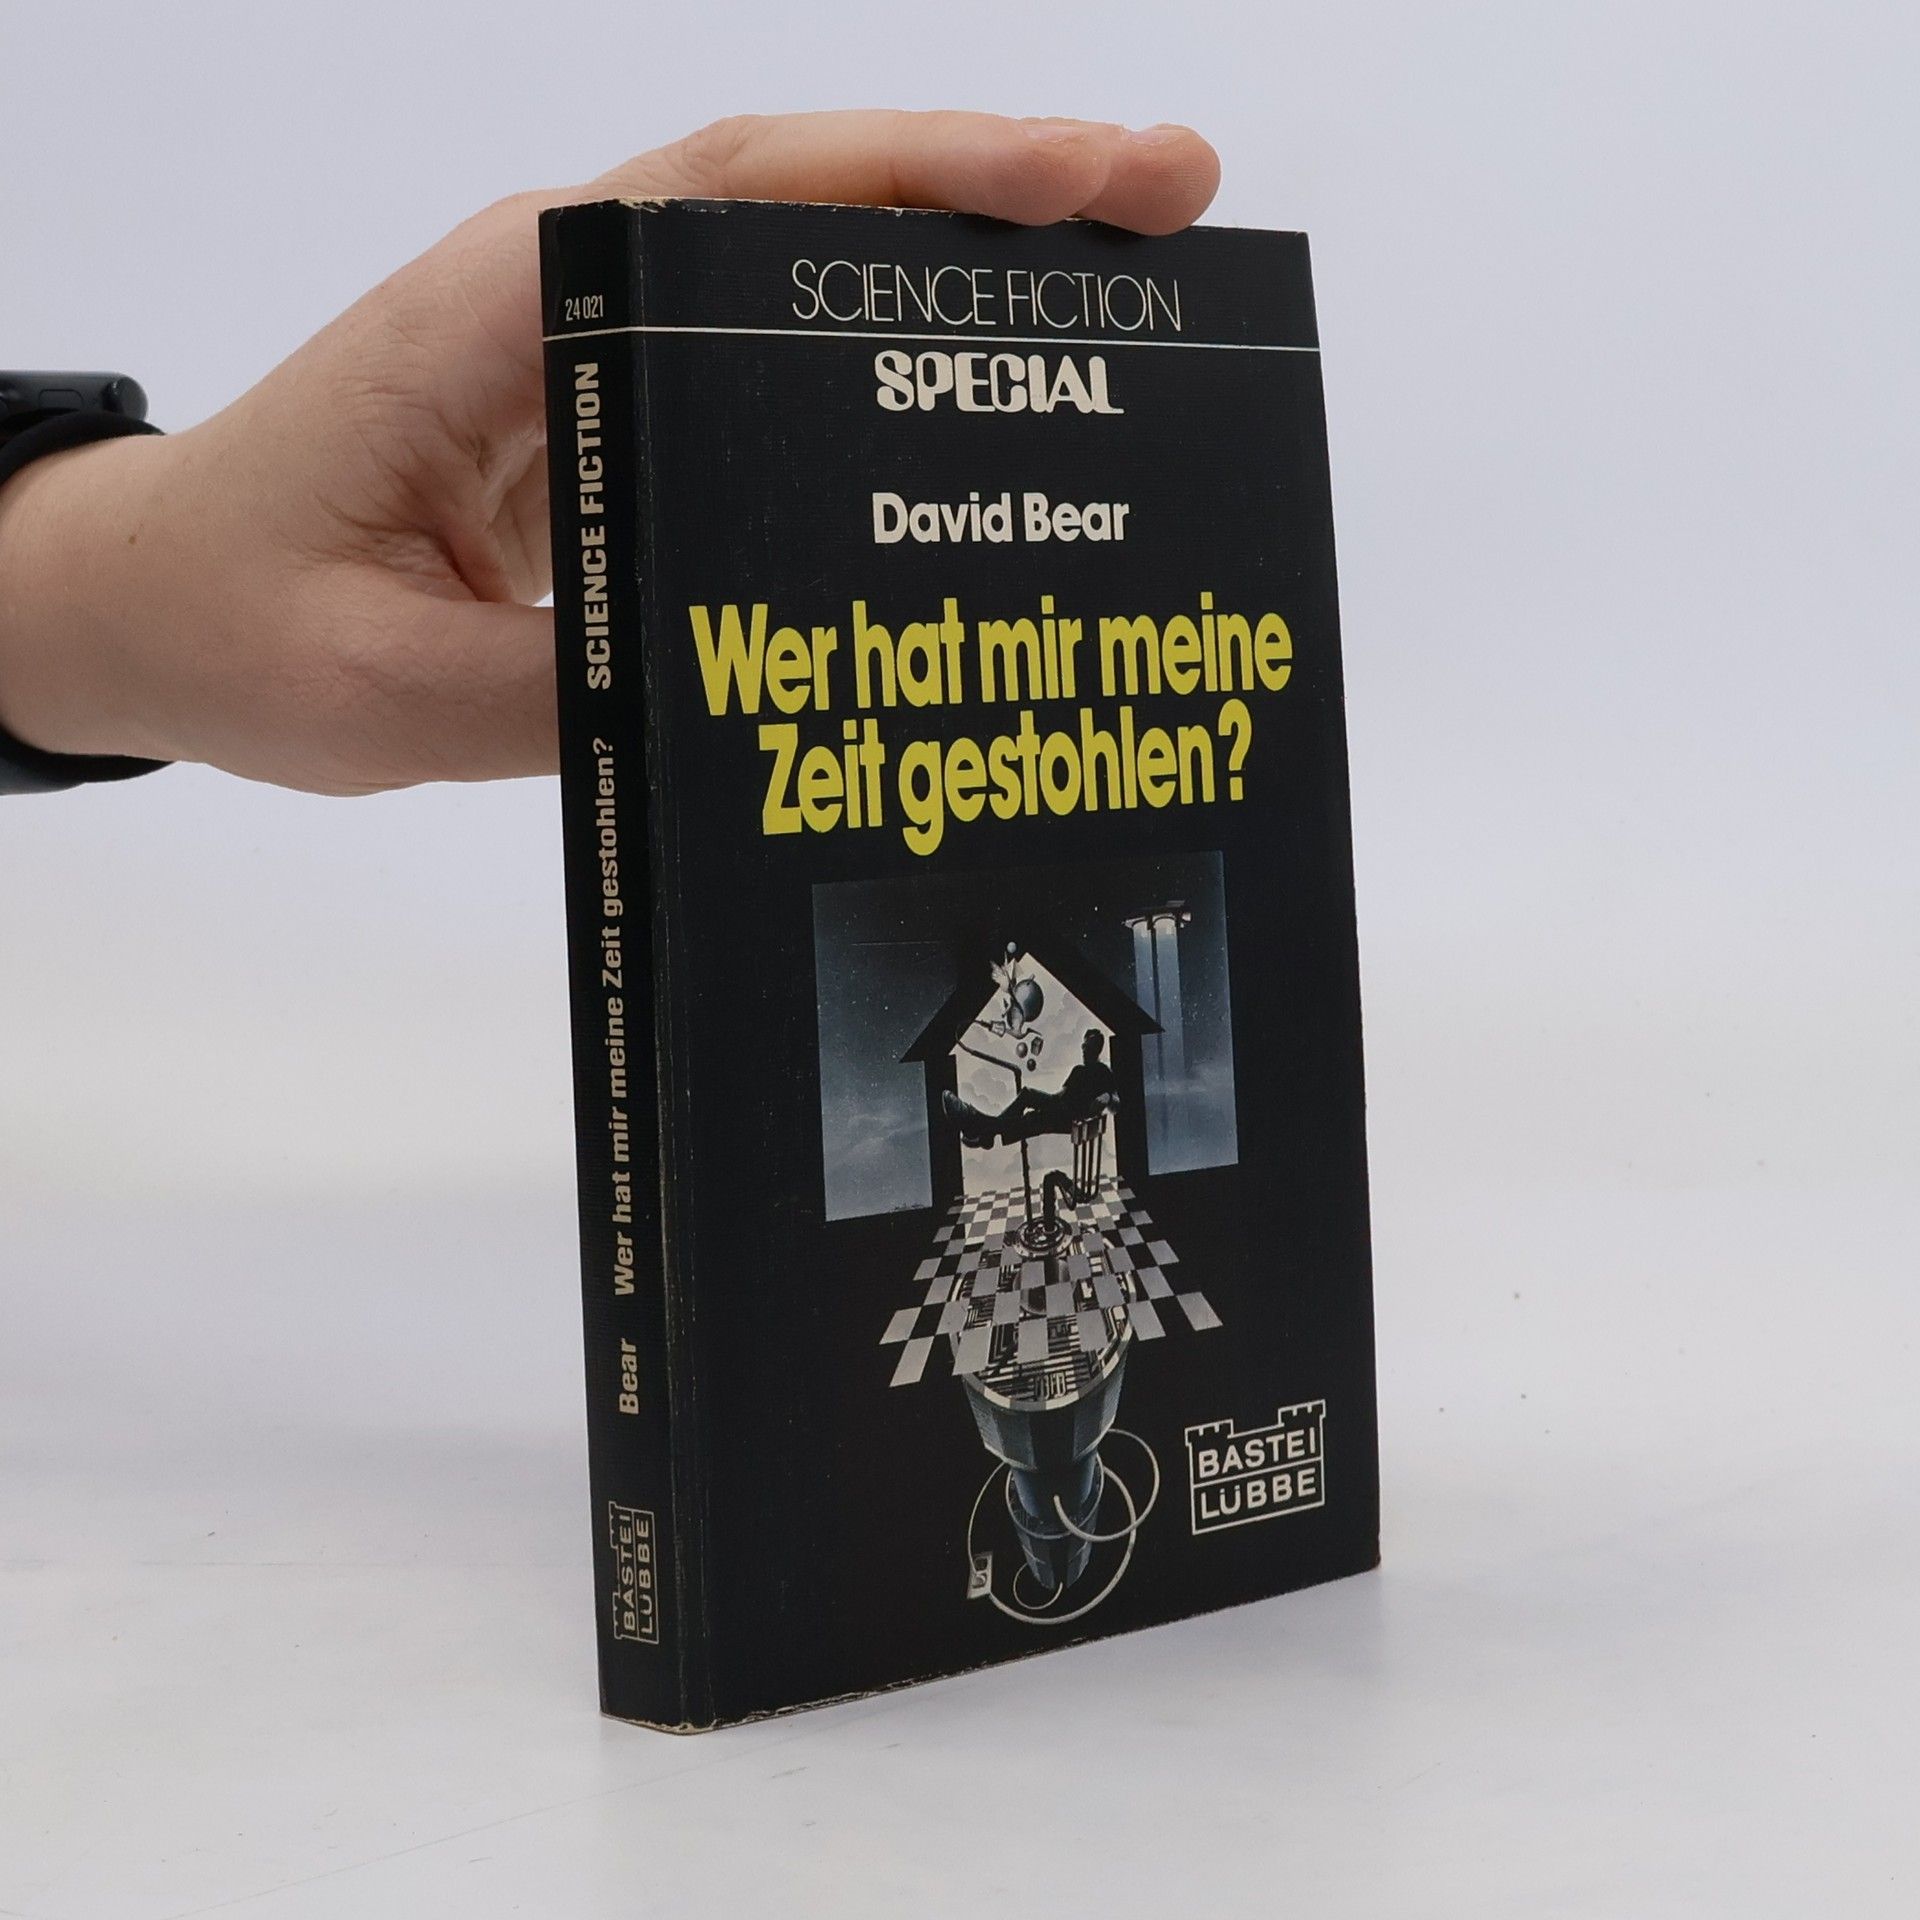 24 021
SCIENCE FICTION
Wer hat mir meine Zeit gestohlen?
Bear
BASTEI
LÜBBE
SCIENCE FICTION
SPECIAL
David Bear
Wer hat mir meine
Zeit gestohlen?
BASTEI
LÜBBE